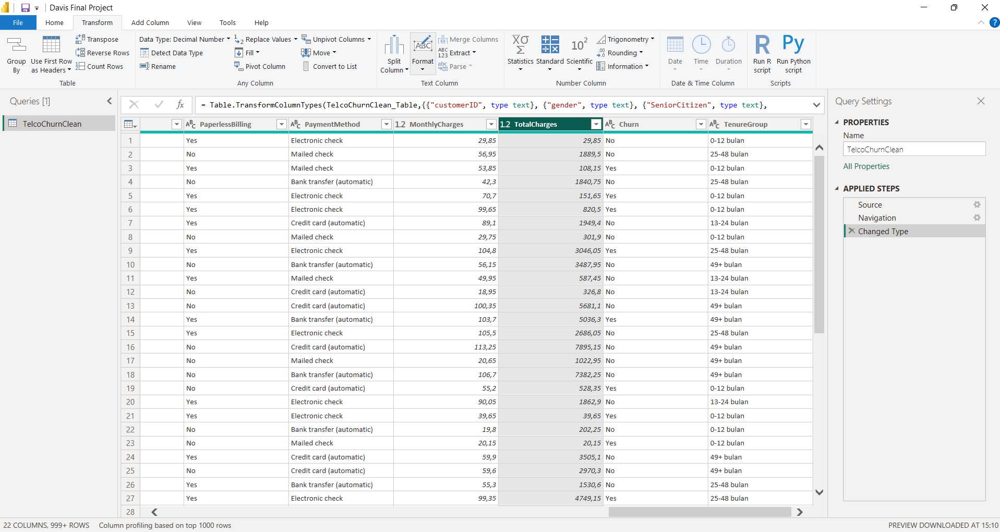 Davis Final Project
File Home Transform Add Column View Tools Help
Group By
Use First Row as Headers
Transpose
Reverse Rows
Count Rows
Table
Data Type: Decimal Number
Detect Data Type
Rename
Replace Values
Fill
Pivot Column
Unpivot Columns
Move
Convert to List
Any Column
Split Column
Format
ABC
Merge Columns
ABC 123 Extract
abc Parse
Text Column
Statistics
Standard
10² Scientific
Trigonometry
.00 Rounding
Information
Number Column
Date
Time
Duration
Date & Time Column
R Run R script
Py Run Python script
Scripts
Queries [1]
TelcoChurnClean
fx = Table.TransformColumnTypes(TelcoChurnClean_Table,{{"customerID", type text}, {"gender", type text}, {"SeniorCitizen", type text},
ABC PaperlessBilling ABC PaymentMethod 1.2 MonthlyCharges 1.2 TotalCharges ABC Churn ABC TenureGroup
1 Yes Electronic check 29,85 29,85 No 0-12 bulan
2 No Mailed check 56,95 1889,5 No 25-48 bulan
3 Yes Mailed check 53,85 108,15 Yes 0-12 bulan
4 No Bank transfer (automatic) 42,3 1840,75 No 25-48 bulan
5 Yes Electronic check 70,7 151,65 Yes 0-12 bulan
6 Yes Electronic check 99,65 820,5 Yes 0-12 bulan
7 Yes Credit card (automatic) 89,1 1949,4 No 13-24 bulan
8 No Mailed check 29,75 301,9 No 0-12 bulan
9 Yes Electronic check 104,8 3046,05 Yes 25-48 bulan
10 No Bank transfer (automatic) 56,15 3487,95 No 49+ bulan
11 Yes Mailed check 49,95 587,45 No 13-24 bulan
12 No Credit card (automatic) 18,95 326,8 No 13-24 bulan
13 No Credit card (automatic) 100,35 5681,1 No 49+ bulan
14 Yes Bank transfer (automatic) 103,7 5036,3 Yes 49+ bulan
15 Yes Electronic check 105,5 2686,05 No 25-48 bulan
16 No Credit card (automatic) 113,25 7895,15 No 49+ bulan
17 No Mailed check 20,65 1022,95 No 49+ bulan
18 No Bank transfer (automatic) 106,7 7382,25 No 49+ bulan
19 No Credit card (automatic) 55,2 528,35 Yes 0-12 bulan
20 Yes Electronic check 90,05 1862,9 No 13-24 bulan
21 Yes Electronic check 39,65 39,65 Yes 0-12 bulan
22 No Bank transfer (automatic) 19,8 202,25 No 0-12 bulan
23 No Mailed check 20,15 20,15 Yes 0-12 bulan
24 Yes Credit card (automatic) 59,9 3505,1 No 49+ bulan
25 No Credit card (automatic) 59,6 2970,3 No 49+ bulan
26 Yes Bank transfer (automatic) 55,3 1530,6 No 25-48 bulan
27 Yes Electronic check 99,35 4749,15 Yes 25-48 bulan
28
Query Settings
PROPERTIES
Name
TelcoChurnClean
All Properties
APPLIED STEPS
Source
Navigation
Changed Type
22 COLUMNS, 999+ ROWS Column profiling based on top 1000 rows PREVIEW DOWNLOADED AT 15:10